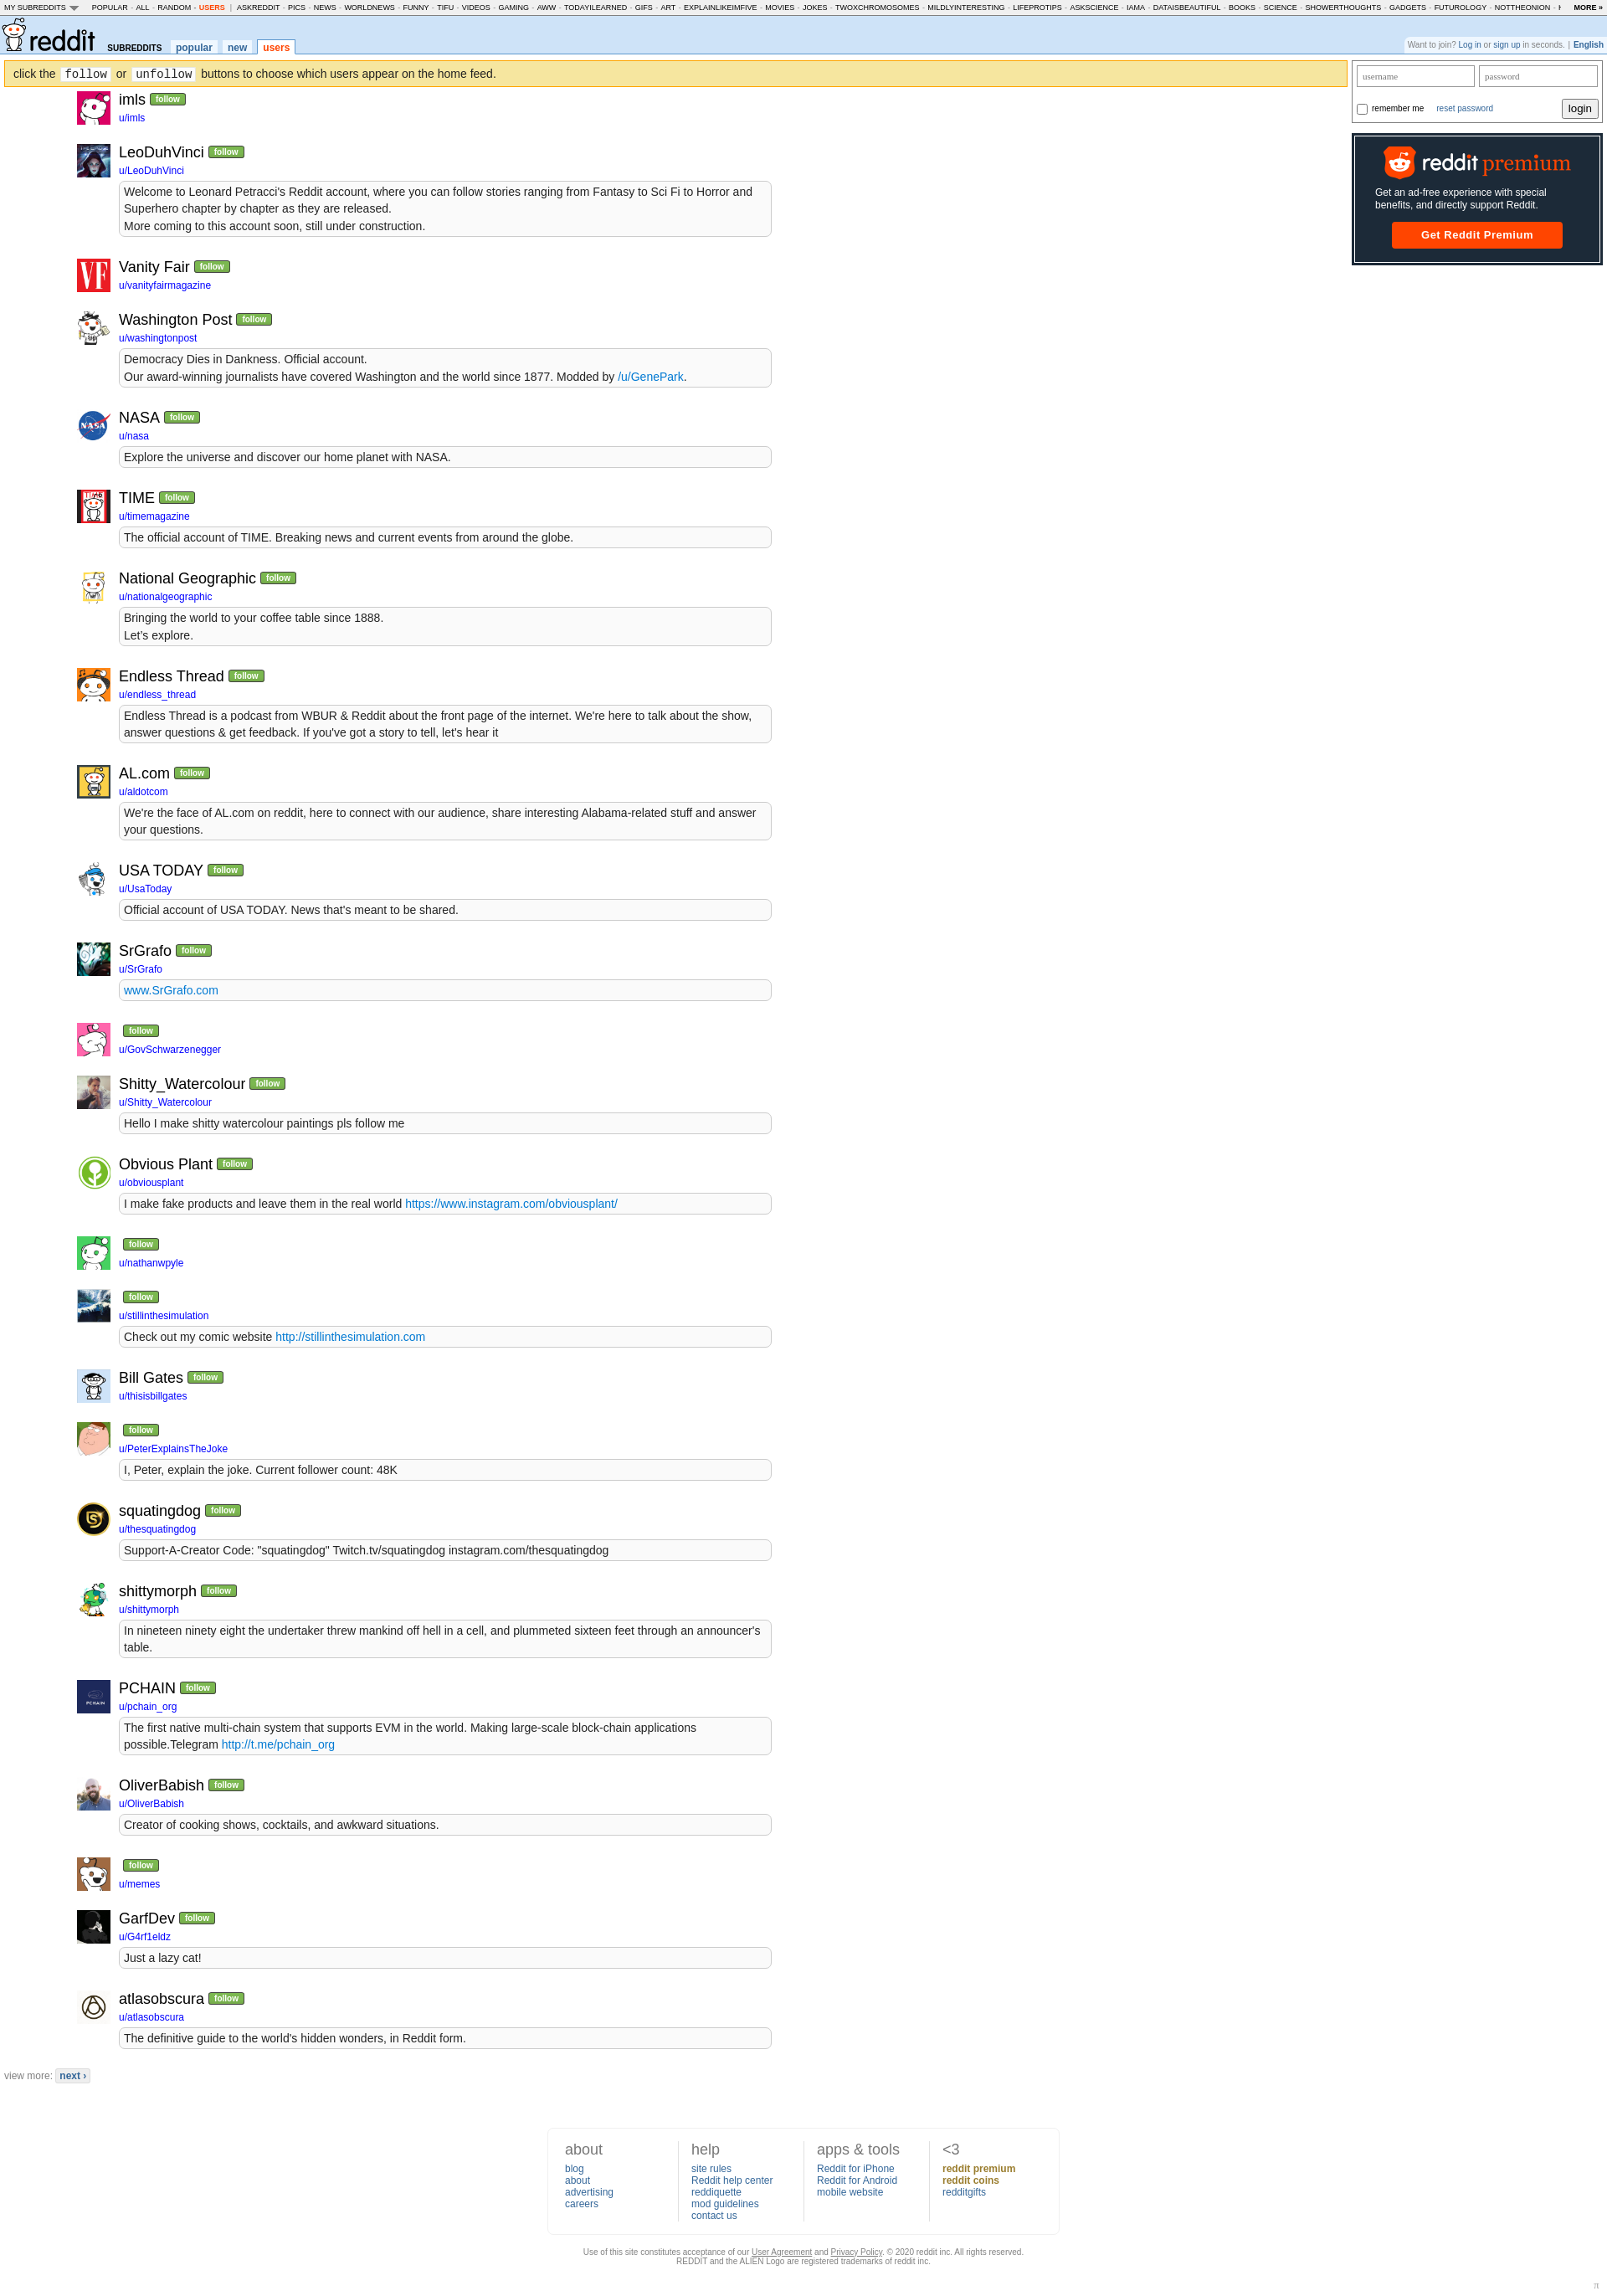 MY SUBREDDITS POPULAR - ALL - RANDOM - USERS | ASKREDDIT - PICS - NEWS - WORLDNEWS - FUNNY - TIFU - VIDEOS - GAMING - AWW - TODAYILEARNED - GIFS - ART - EXPLAINLIKEIMFIVE - MOVIES - JOKES - TWOXCHROMOSOMES - MILDLYINTERESTING - LIFEPROTIPS - ASKSCIENCE - IAMA - DATAISBEAUTIFUL - BOOKS - SCIENCE - SHOWERTHOUGHTS - GADGETS - FUTUROLOGY - NOTTHEONION - MORE »
reddit SUBREDDITS popular new users
Want to join? Log in or sign up in seconds. | English
click the follow or unfollow buttons to choose which users appear on the home feed.
username password
remember me reset password login
reddit premium
Get an ad-free experience with special
benefits, and directly support Reddit.
Get Reddit Premium
imls follow
u/imls
LeoDuhVinci follow
u/LeoDuhVinci
Welcome to Leonard Petracci's Reddit account, where you can follow stories ranging from Fantasy to Sci Fi to Horror and
Superhero chapter by chapter as they are released.
More coming to this account soon, still under construction.
VF
Vanity Fair follow
u/vanityfairmagazine
Washington Post follow
u/washingtonpost
Democracy Dies in Dankness. Official account.
Our award-winning journalists have covered Washington and the world since 1877. Modded by /u/GenePark.
NASA
NASA follow
u/nasa
Explore the universe and discover our home planet with NASA.
TIME follow
u/timemagazine
The official account of TIME. Breaking news and current events from around the globe.
National Geographic follow
u/nationalgeographic
Bringing the world to your coffee table since 1888.
Let's explore.
Endless Thread follow
u/endless_thread
Endless Thread is a podcast from WBUR & Reddit about the front page of the internet. We're here to talk about the show,
answer questions & get feedback. If you've got a story to tell, let's hear it
AL.com follow
u/aldotcom
We're the face of AL.com on reddit, here to connect with our audience, share interesting Alabama-related stuff and answer
your questions.
USA TODAY follow
u/UsaToday
Official account of USA TODAY. News that's meant to be shared.
SrGrafo follow
u/SrGrafo
www.SrGrafo.com
follow
u/GovSchwarzenegger
Shitty_Watercolour follow
u/Shitty_Watercolour
Hello I make shitty watercolour paintings pls follow me
Obvious Plant follow
u/obviousplant
I make fake products and leave them in the real world https://www.instagram.com/obviousplant/
follow
u/nathanwpyle
follow
u/stillinthesimulation
Check out my comic website http://stillinthesimulation.com
Bill Gates follow
u/thisisbillgates
follow
u/PeterExplainsTheJoke
I, Peter, explain the joke. Current follower count: 48K
squatingdog follow
u/thesquatingdog
Support-A-Creator Code: "squatingdog" Twitch.tv/squatingdog instagram.com/thesquatingdog
shittymorph follow
u/shittymorph
In nineteen ninety eight the undertaker threw mankind off hell in a cell, and plummeted sixteen feet through an announcer's
table.
PCHAIN
PCHAIN follow
u/pchain_org
The first native multi-chain system that supports EVM in the world. Making large-scale block-chain applications
possible.Telegram http://t.me/pchain_org
OliverBabish follow
u/OliverBabish
Creator of cooking shows, cocktails, and awkward situations.
follow
u/memes
GarfDev follow
u/G4rf1eldz
Just a lazy cat!
atlasobscura follow
u/atlasobscura
The definitive guide to the world's hidden wonders, in Reddit form.
view more: next ›
about
blog
about
advertising
careers
help
site rules
Reddit help center
reddiquette
mod guidelines
contact us
apps & tools
Reddit for iPhone
Reddit for Android
mobile website
<3
reddit premium
reddit coins
redditgifts
Use of this site constitutes acceptance of our User Agreement and Privacy Policy. © 2020 reddit inc. All rights reserved.
REDDIT and the ALIEN Logo are registered trademarks of reddit inc.
π